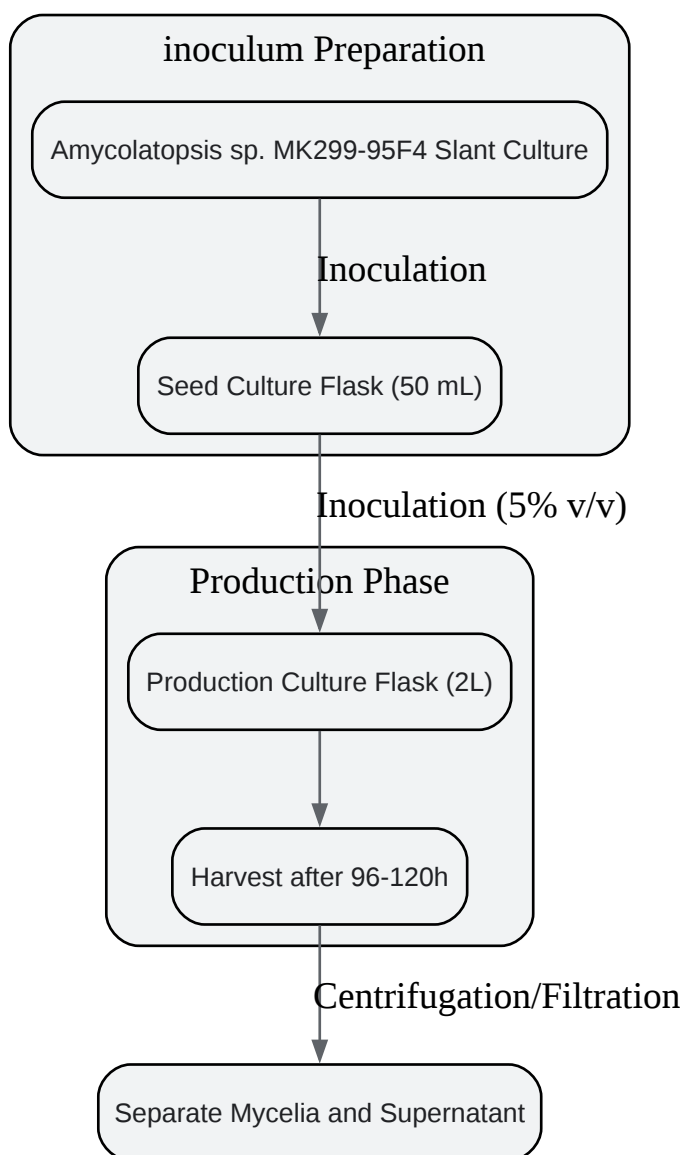 inoculum Preparation
Amycolatopsis sp. MK299-95F4 Slant Culture
Inoculation
Seed Culture Flask (50 mL)
Inoculation (5% v/v)
Production Phase
Production Culture Flask (2L)
Harvest after 96-120h
Centrifugation/Filtration
Separate Mycelia and Supernatant